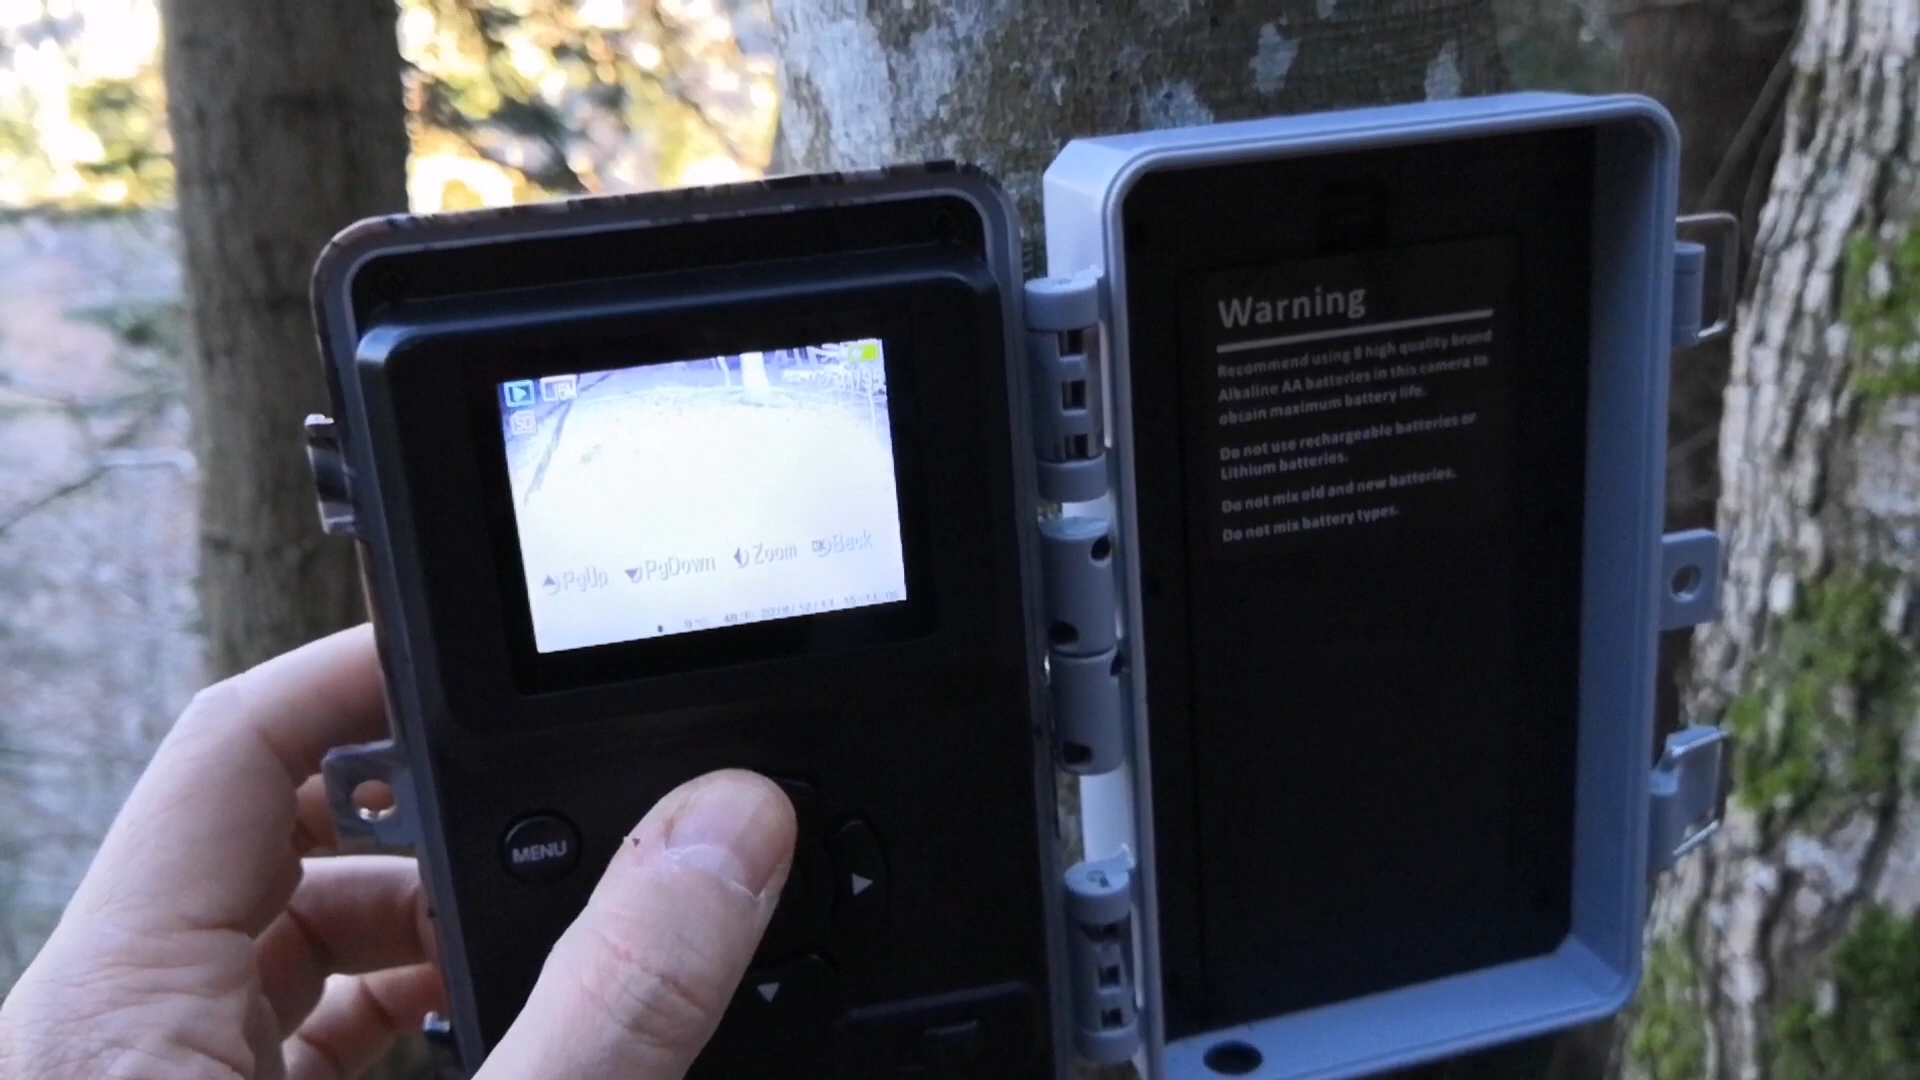 PgUp PgDown Zoom OK Back
MENU
Warning
Recommend using 8 high quality brand
Alkaline AA batteries in this camera to
obtain maximum battery life.
Do not use rechargeable batteries or
Lithium batteries.
Do not mix old and new batteries.
Do not mix battery types.